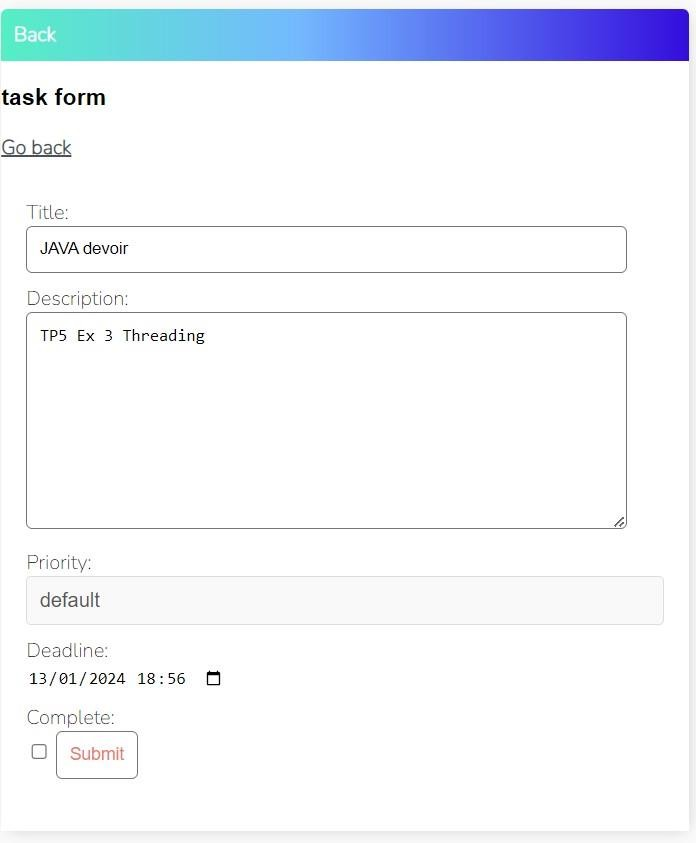 Back
task form
Go back
Title:
JAVA devoir
Description:
TP5 Ex 3 Threading
Priority:
default
Deadline:
13/01/2024 18:56
Complete:
Submit